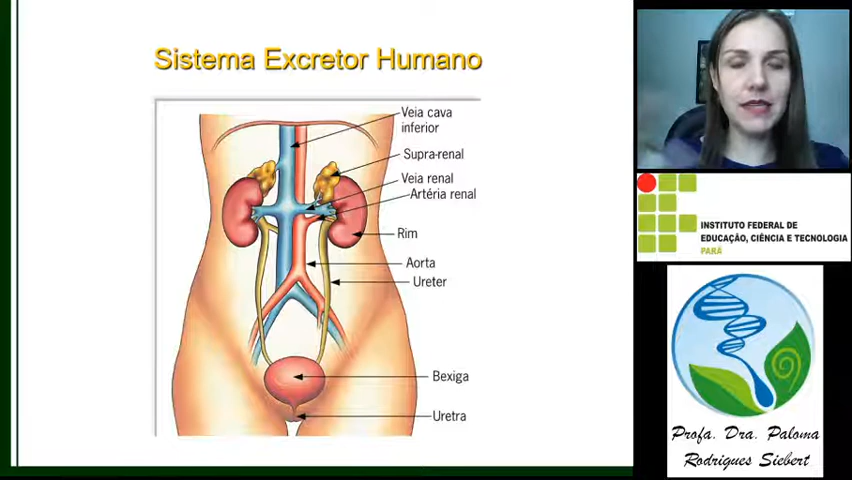 Sistema Excretor Humano
Veia cava
inferior
Supra-renal
Veia renal
Artéria renal
Rim
Aorta
Ureter
Bexiga
Uretra
INSTITUTO FEDERAL DE
EDUCAÇÃO, CIÊNCIA E TECNOLOGIA
PARÁ
Profa. Dra. Paloma
Rodrigues Siebert